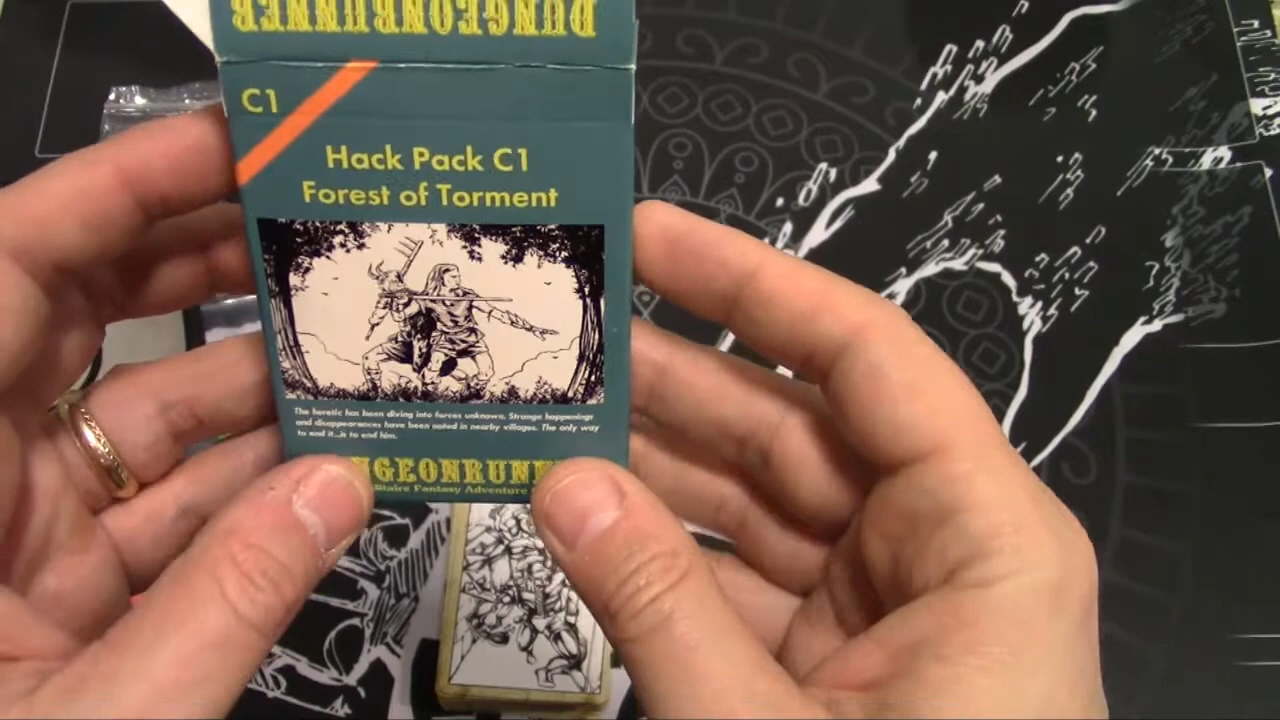 DUNGEONRUNNER
C1
Hack Pack C1
Forest of Torment
The heretic has been diving into forces unknown. Strange happenings
and disappearances have been noted in nearby villages. The only way
to end it...is to end him.
NGEONRUNN
litaire Fantasy Adventure